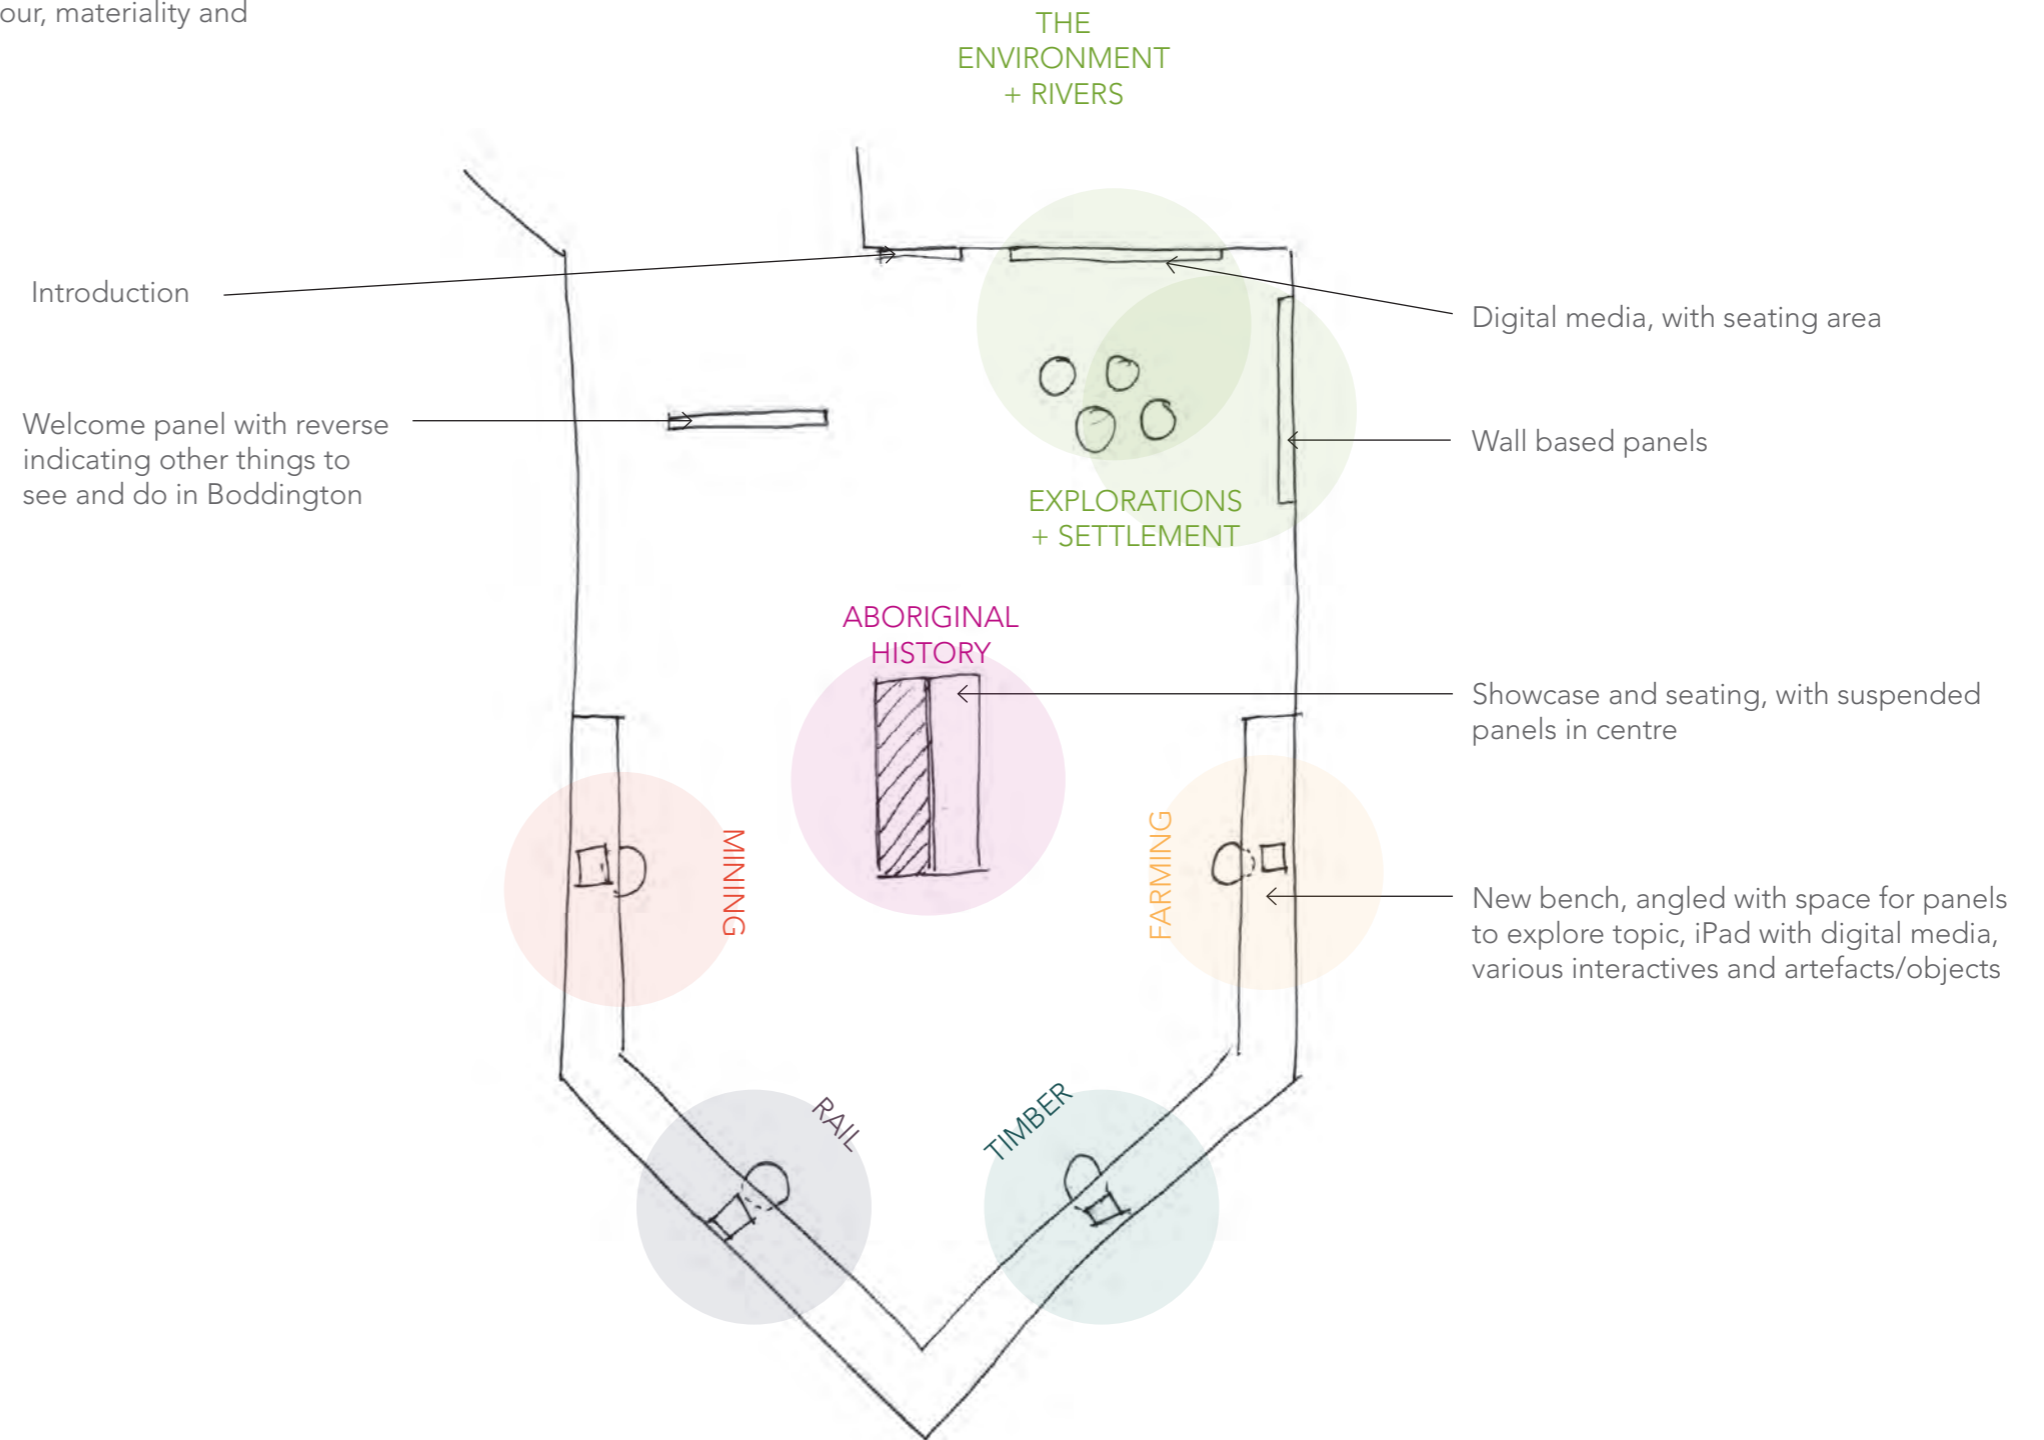 our, materiality and
THE
ENVIRONMENT
+ RIVERS
Introduction
Digital media, with seating area
Welcome panel with reverse
indicating other things to
see and do in Boddington
Wall based panels
EXPLORATIONS
+ SETTLEMENT
ABORIGINAL
HISTORY
Showcase and seating, with suspended
panels in centre
MINING
FARMING
New bench, angled with space for panels
to explore topic, iPad with digital media,
various interactives and artefacts/objects
RAIL
TIMBER